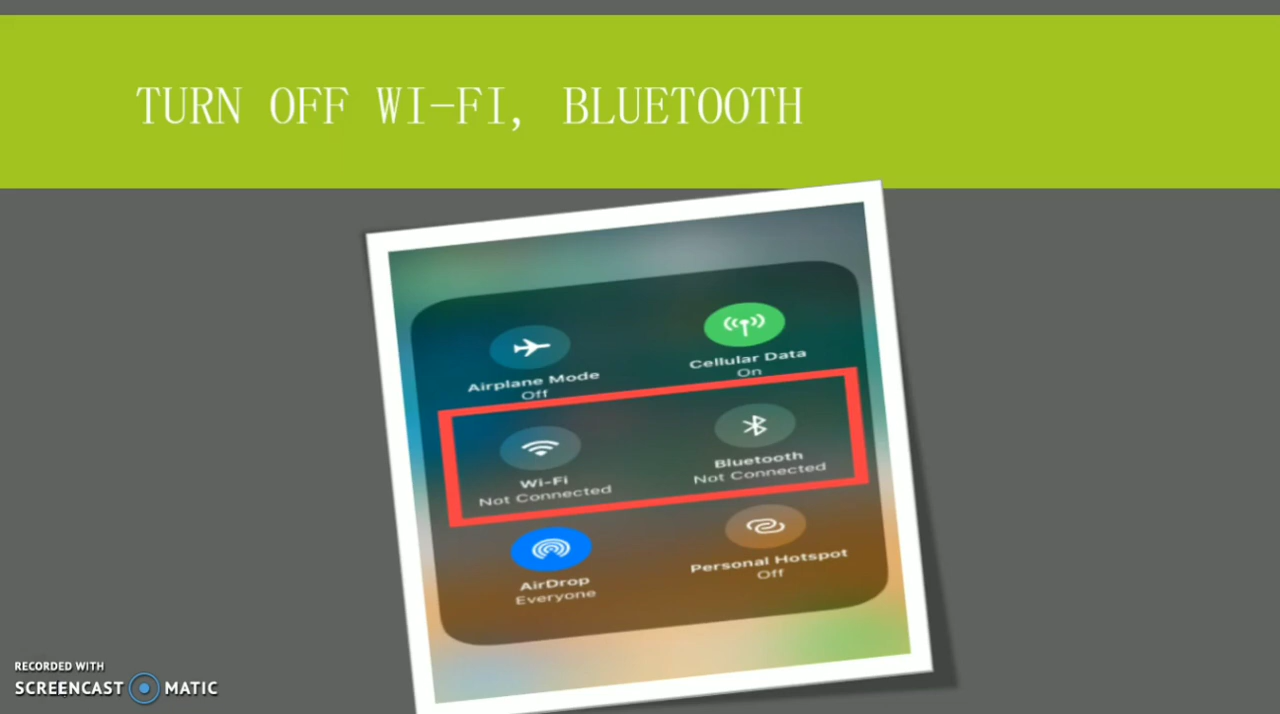 TURN OFF WI-FI, BLUETOOTH
Airplane Mode
Off
Cellular Data
On
Wi-Fi
Not Connected
Bluetooth
Not Connected
AirDrop
Everyone
Personal Hotspot
Off
RECORDED WITH
SCREENCAST MATIC